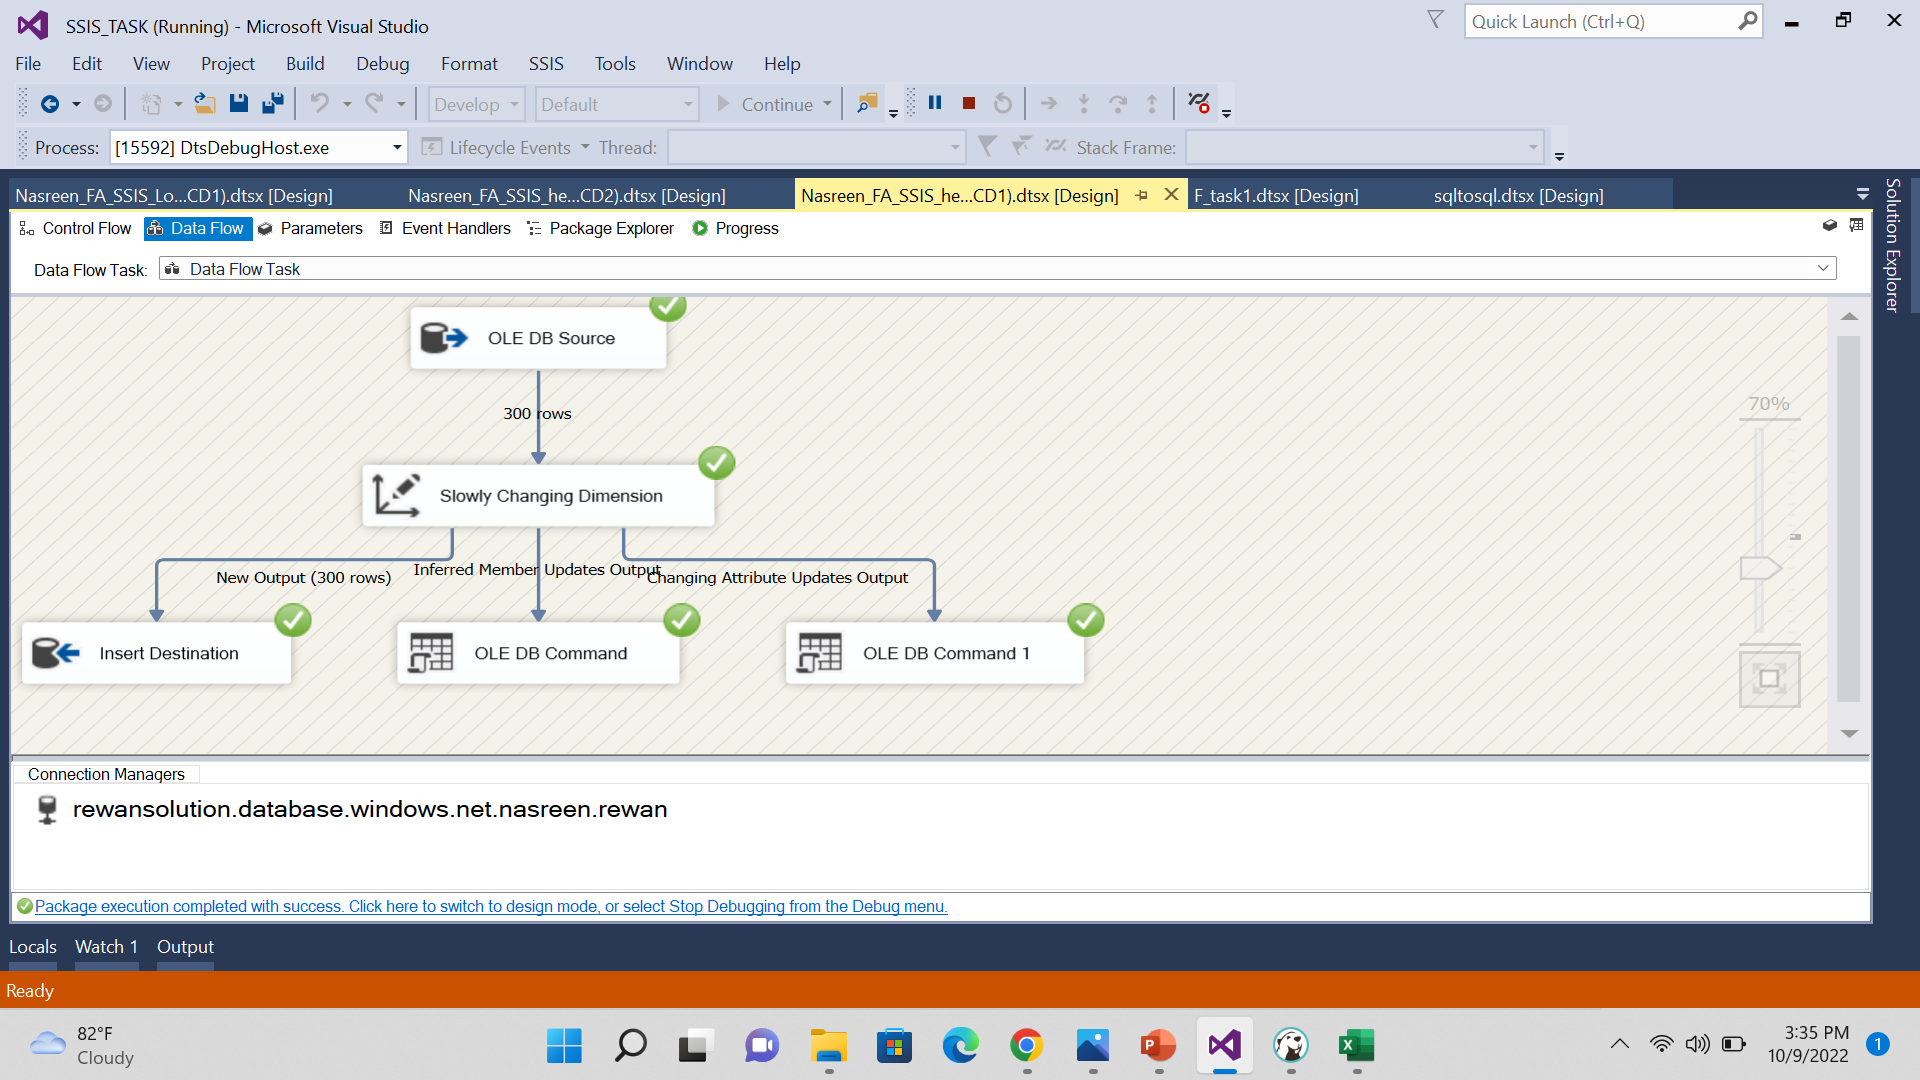 SSIS_TASK (Running) - Microsoft Visual Studio
Quick Launch (Ctrl+Q)
File Edit View Project Build Debug Format SSIS Tools Window Help
Develop Default Continue
Process: [15592] DtsDebugHost.exe Lifecycle Events Thread: Stack Frame:
Nasreen_FA_SSIS_Lo...CD1).dtsx [Design] Nasreen_FA_SSIS_he...CD2).dtsx [Design] Nasreen_FA_SSIS_he...CD1).dtsx [Design] F_task1.dtsx [Design] sqltosql.dtsx [Design]
Solution Explorer
Control Flow Data Flow Parameters Event Handlers Package Explorer Progress
Data Flow Task: Data Flow Task
OLE DB Source
300 rows
70%
Slowly Changing Dimension
New Output (300 rows) Inferred Member Updates Output Changing Attribute Updates Output
Insert Destination OLE DB Command OLE DB Command 1
Connection Managers
rewansolution.database.windows.net.nasreen.rewan
Package execution completed with success. Click here to switch to design mode, or select Stop Debugging from the Debug menu.
Locals Watch 1 Output
Ready
82°F
Cloudy
3:35 PM
10/9/2022
1